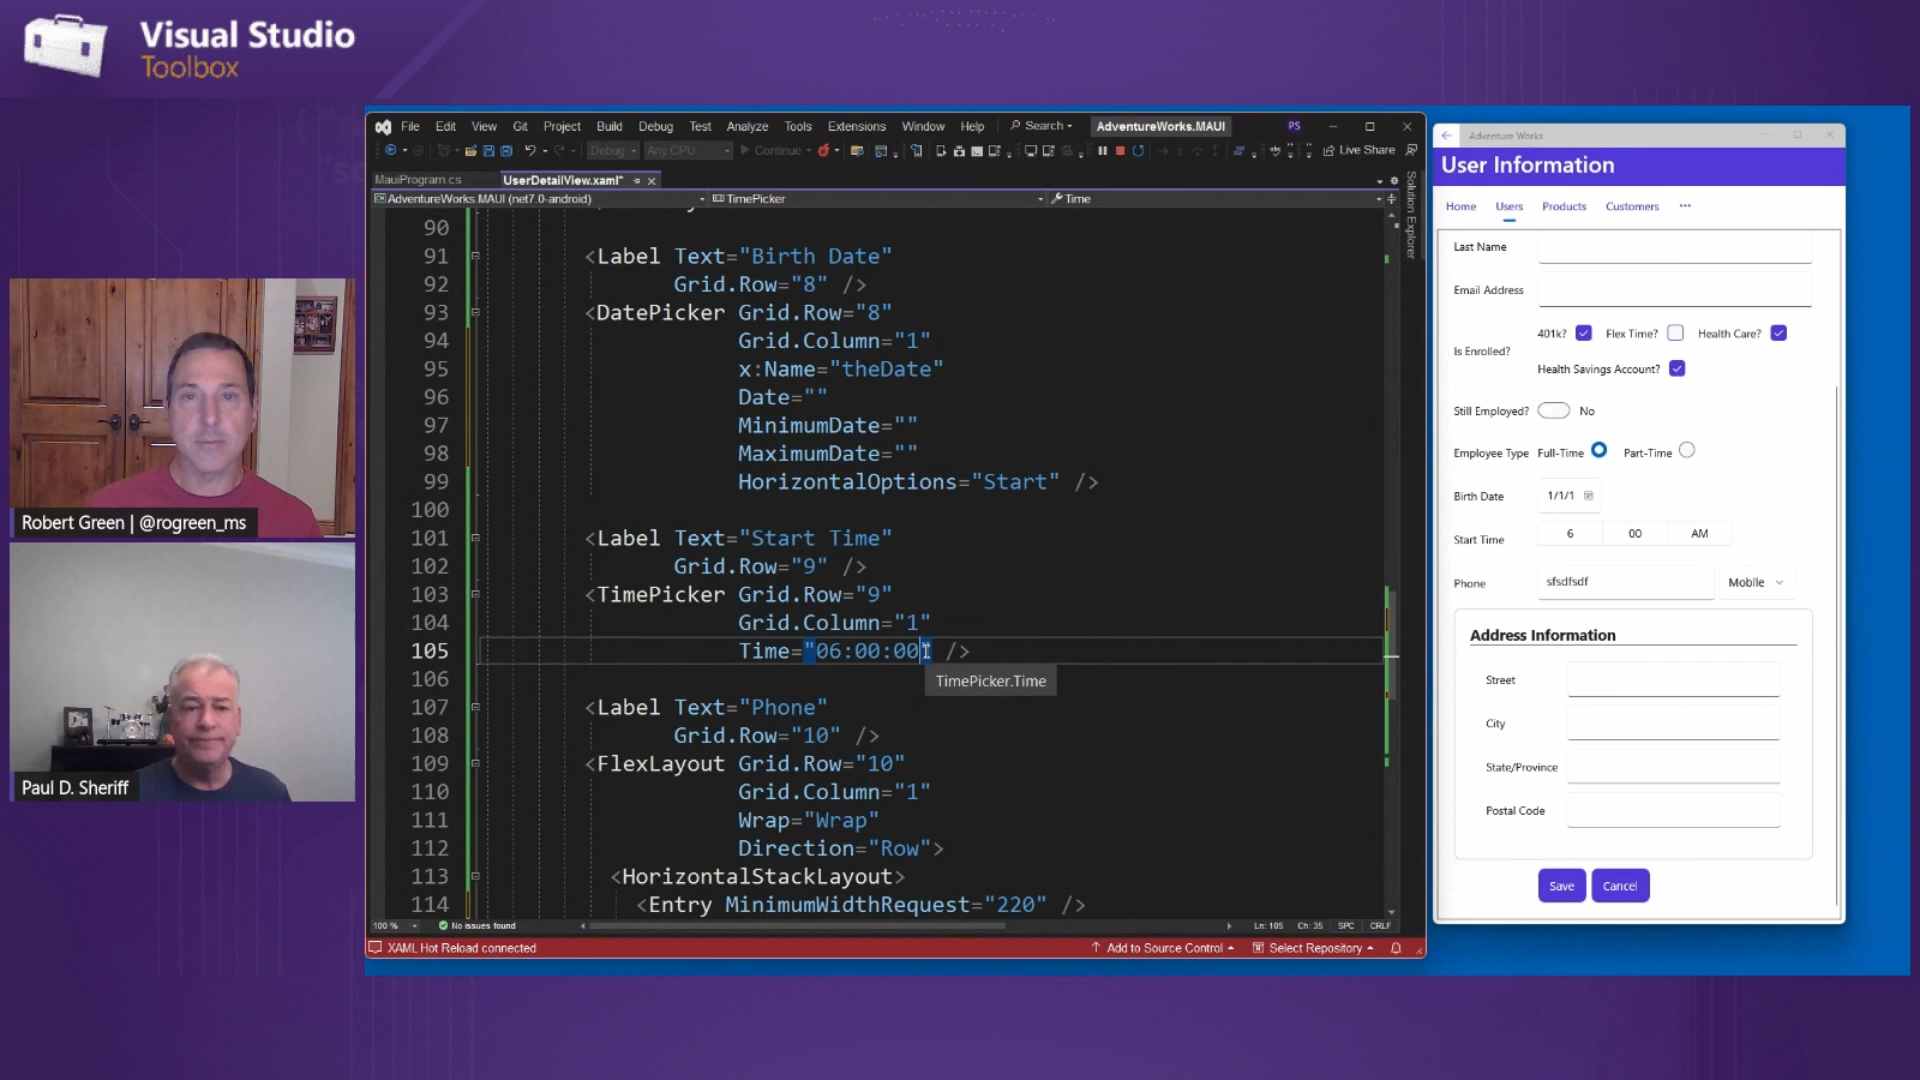 Visual Studio
Toolbox
File Edit View Git Project Build Debug Test Analyze Tools Extensions Window Help Search AdventureWorks.MAUI PS
Debug Any CPU Continue Live Share
MauiProgram.cs UserDetailView.xaml*
AdventureWorks.MAUI (net7.0-android) TimePicker Time
Solution Explorer
90
91 <Label Text="Birth Date"
92 Grid.Row="8" />
93 <DatePicker Grid.Row="8"
94 Grid.Column="1"
95 x:Name="theDate"
96 Date=""
97 MinimumDate=""
98 MaximumDate=""
99 HorizontalOptions="Start" />
100
101 <Label Text="Start Time"
102 Grid.Row="9" />
103 <TimePicker Grid.Row="9"
104 Grid.Column="1"
105 Time="06:00:00" />
TimePicker.Time
106
107 <Label Text="Phone"
108 Grid.Row="10" />
109 <FlexLayout Grid.Row="10"
110 Grid.Column="1"
111 Wrap="Wrap"
112 Direction="Row">
113 <HorizontalStackLayout>
114 <Entry MinimumWidthRequest="220" />
100 % No issues found Ln: 105 Ch: 35 SPC CRLF
XAML Hot Reload connected Add to Source Control Select Repository
Adventure Works
User Information
Home Users Products Customers ...
Last Name
Email Address
Is Enrolled? 401k? Flex Time? Health Care?
Health Savings Account?
Still Employed? No
Employee Type Full-Time Part-Time
Birth Date 1/1/1
Start Time 6 00 AM
Phone sfsdfsdf Mobile
Address Information
Street
City
State/Province
Postal Code
Save Cancel
Robert Green | @rogreen_ms
Paul D. Sheriff